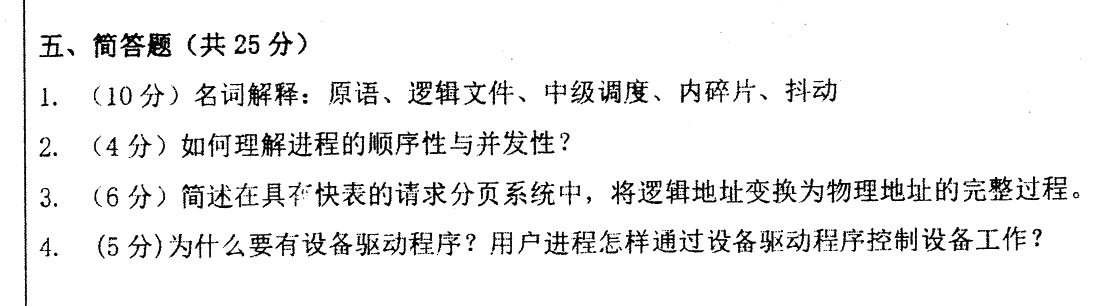 五、简答题（共25分）
1. （10分）名词解释：原语、逻辑文件、中级调度、内碎片、抖动
2. （4分）如何理解进程的顺序性与并发性？
3. （6分）简述在具有快表的请求分页系统中，将逻辑地址变换为物理地址的完整过程。
4. (5分)为什么要有设备驱动程序？用户进程怎样通过设备驱动程序控制设备工作？